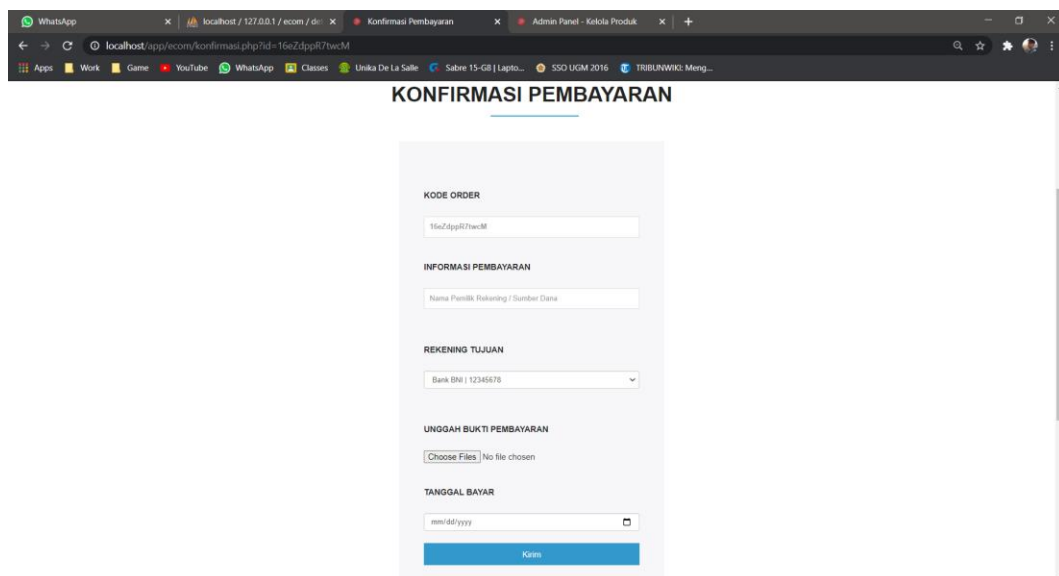 WhatsApp
localhost / 127.0.0.1 / ecom / det
Konfirmasi Pembayaran
Admin Panel - Kelola Produk
localhost/app/ecom/konfirmasi.php?id=16eZdppR7twcM
Apps Work Game YouTube WhatsApp Classes Unika De La Salle Sabre 15-G8 | Lapto... SSO UGM 2016 TRIBUNWIKI: Meng...
KONFIRMASI PEMBAYARAN
KODE ORDER
16eZdppR7twcM
INFORMASI PEMBAYARAN
Nama Pemilik Rekening / Sumber Dana
REKENING TUJUAN
Bank BNI | 12345678
UNGGAH BUKTI PEMBAYARAN
Choose Files No file chosen
TANGGAL BAYAR
mm/dd/yyyy
Kirim